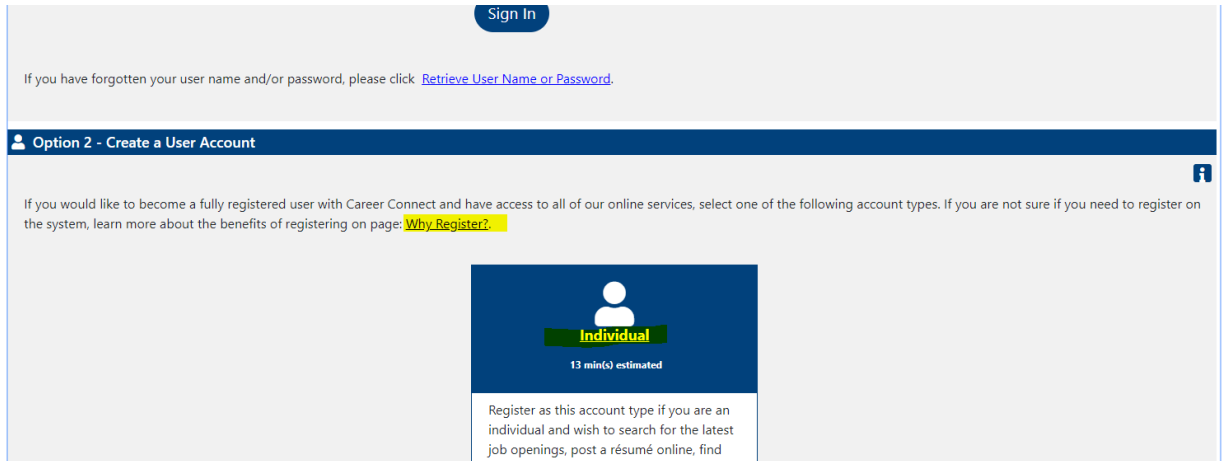 Sign In
If you have forgotten your user name and/or password, please click Retrieve User Name or Password.
Option 2 - Create a User Account
If you would like to become a fully registered user with Career Connect and have access to all of our online services, select one of the following account types. If you are not sure if you need to register on
the system, learn more about the benefits of registering on page: Why Register?.
Individual
13 min(s) estimated
Register as this account type if you are an
individual and wish to search for the latest
job openings, post a résumé online, find